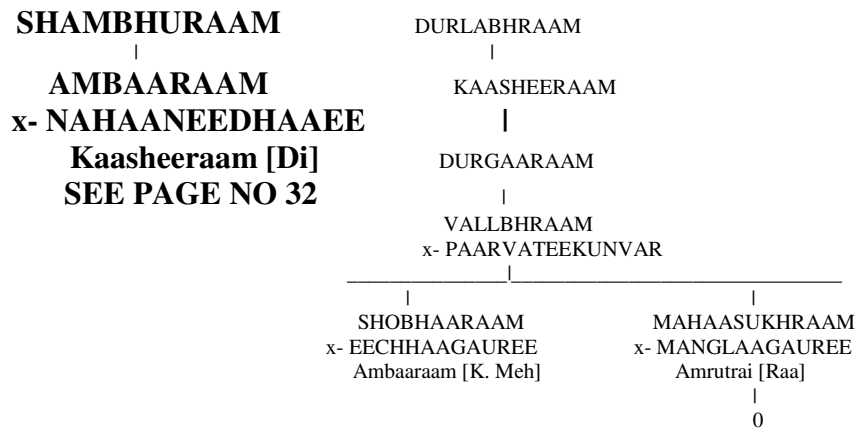 SHAMBHURAAM DURLABHRAAM
| |
AMBAARAAM KAASHEERAAM
x- NAHAANEEDHAAEE |
Kaasheeraam [Di] DURGAARAAM
SEE PAGE NO 32 |
VALLBHRAAM
x- PAARVATEEKUNVAR
|
| |
SHOBHAARAAM MAHAASUKHRAAM
x- EECHHAAGAUREE x- MANGLAAGAUREE
Ambaaraam [K. Meh] Amrutrai [Raa]
|
0